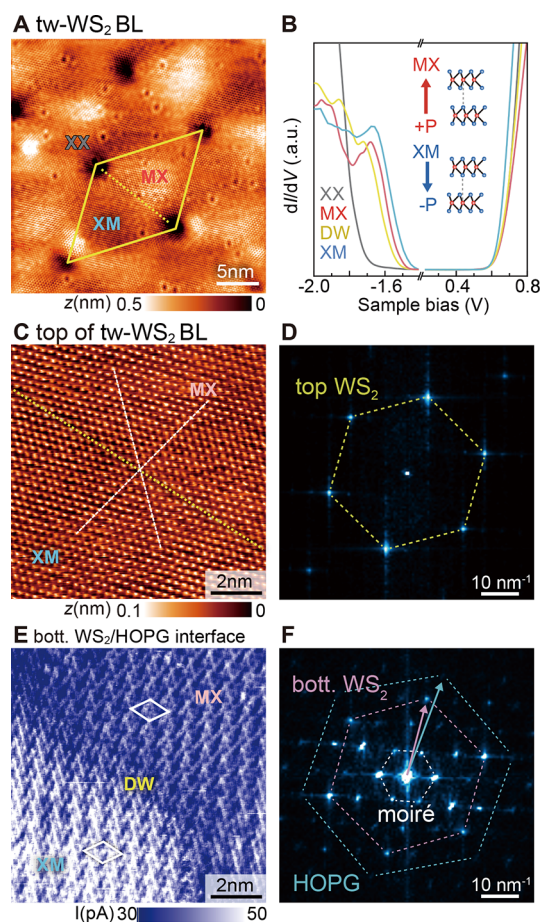 A tw-WS₂ BL
XX
MX
XM
5nm
z(nm) 0.5 0
B
dI/dV (.a.u.)
MX
+P
XM
-P
XX
MX
DW
XM
-2.0 -1.6 0.4 0.8
Sample bias (V)
C top of tw-WS₂ BL
MX
XM
2nm
z(nm) 0.1 0
D
top WS₂
10 nm⁻¹
E bott. WS₂/HOPG interface
MX
DW
XM
2nm
I(pA) 30 50
F
bott. WS₂
moiré
HOPG
10 nm⁻¹